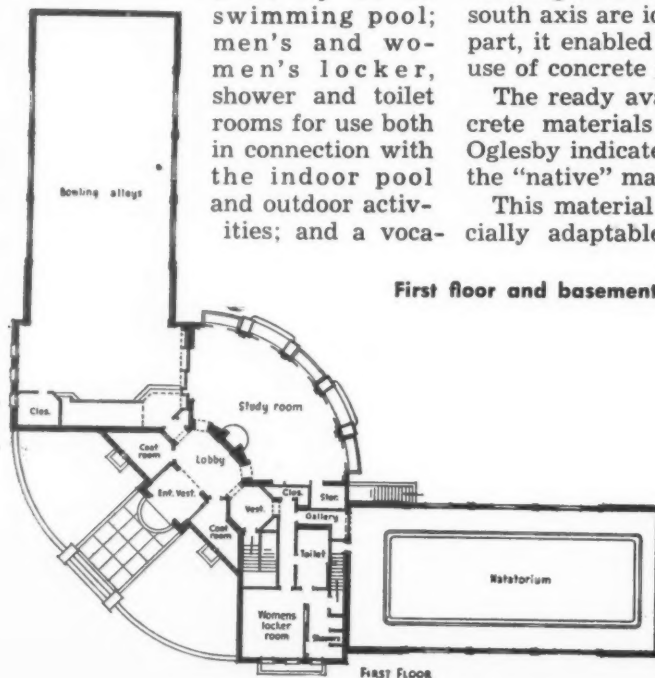 swimming pool;
men's and wo-
men's locker,
shower and toilet
rooms for use both
in connection with
the indoor pool
and outdoor activ-
ities; and a voca-
south axis are
part, it enabled
use of concrete
The ready
crete materials
Oglesby indicate
the "native"
This material
cially adaptable
First floor and basement
Bowling alleys
Clos.
Study room
Coat
room
Lobby
Ent. Vest.
Coat
room
Vest.
Clos.
Stor.
Gallery
Toilet
Natatorium
Womens
locker
room
Showers
FIRST FLOOR